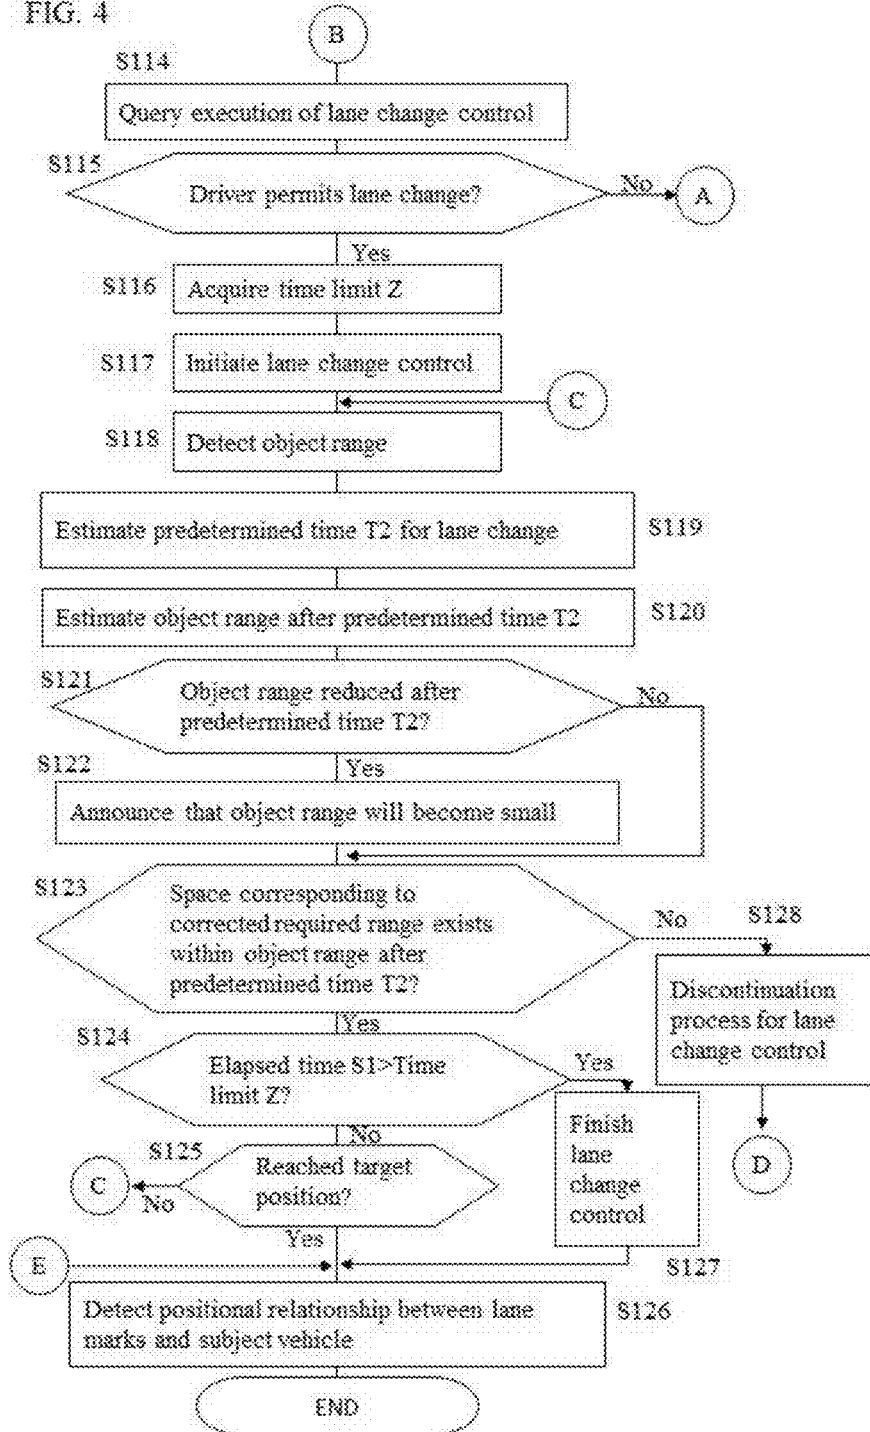 FIG. 4
B
S114
Query execution of lane change control
S115
Driver permits lane change?
No
A
Yes
S116
Acquire time limit Z
S117
Initiate lane change control
C
S118
Detect object range
Estimate predetermined time T2 for lane change
S119
Estimate object range after predetermined time T2
S120
S121
Object range reduced after
predetermined time T2?
No
S122
Yes
Announce that object range will become small
S123
Space corresponding to
corrected required range exists
within object range after
predetermined time T2?
No
S128
Discontinuation
process for lane
change control
Yes
S124
Elapsed time S1>Time
limit Z?
Yes
Finish
lane
change
control
D
No
S125
Reached target
position?
C
No
Yes
E
S127
Detect positional relationship between lane
marks and subject vehicle
S126
END